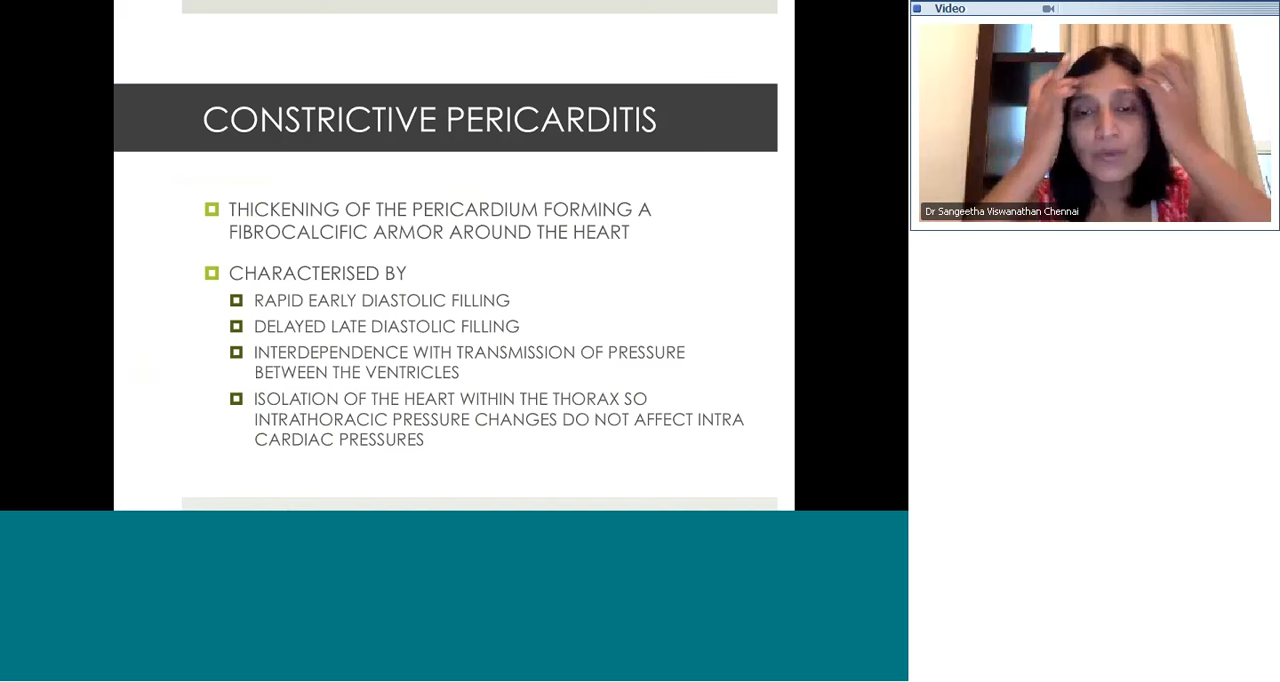 Video
CONSTRICTIVE PERICARDITIS
THICKENING OF THE PERICARDIUM FORMING A
FIBROCALCIFIC ARMOR AROUND THE HEART
CHARACTERISED BY
RAPID EARLY DIASTOLIC FILLING
DELAYED LATE DIASTOLIC FILLING
INTERDEPENDENCE WITH TRANSMISSION OF PRESSURE
BETWEEN THE VENTRICLES
ISOLATION OF THE HEART WITHIN THE THORAX SO
INTRATHORACIC PRESSURE CHANGES DO NOT AFFECT INTRA
CARDIAC PRESSURES
Dr Sangeetha Viswanathan Chennai